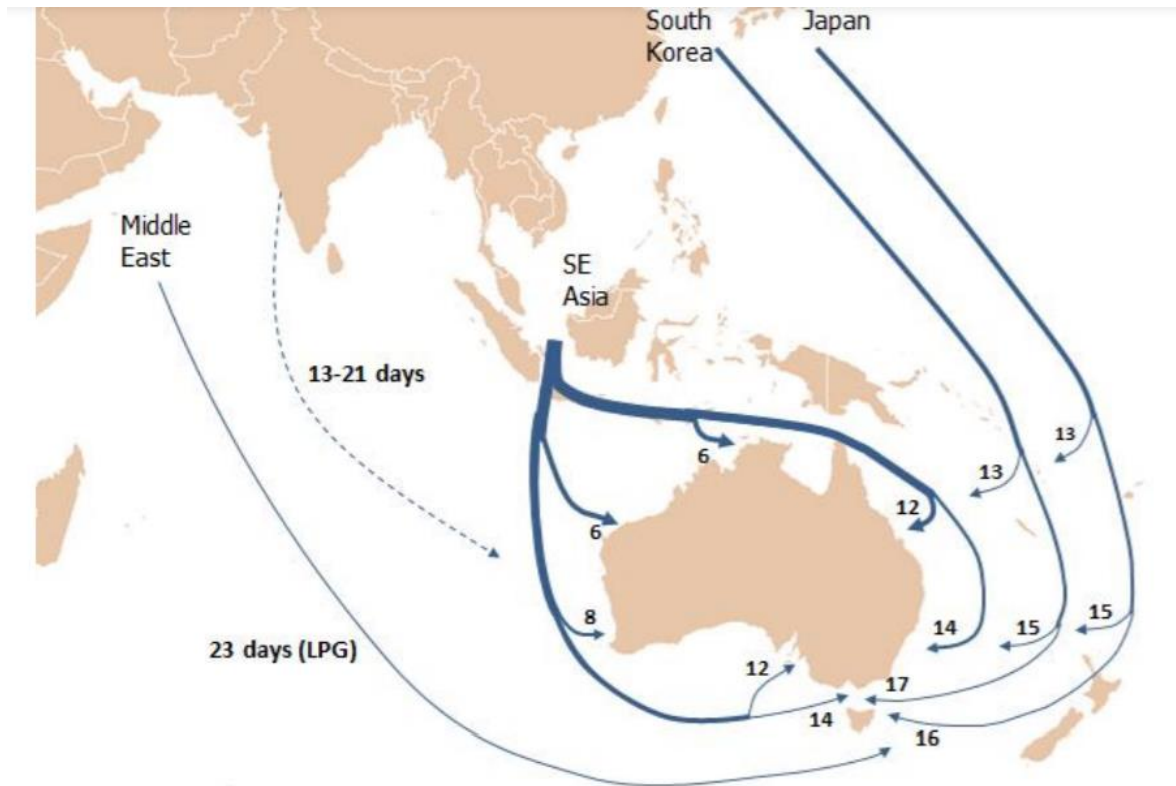 South
Korea
Japan
Middle
East
SE
Asia
13-21 days
6
13
13
12
6
8
14
15
15
23 days (LPG)
12
17
14
16